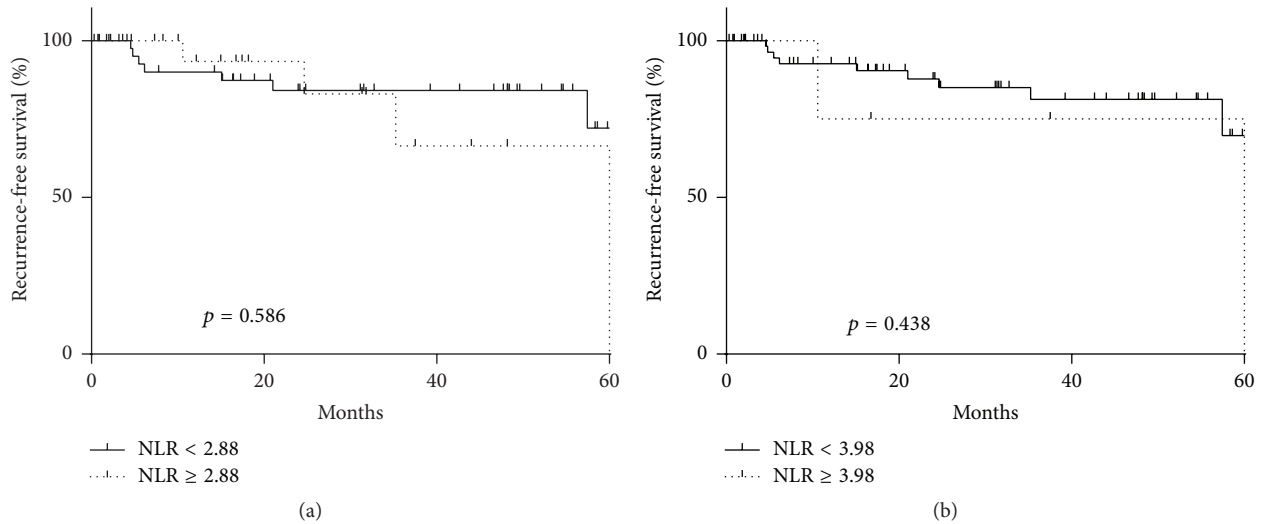 Recurrence-free survival (%)
100
50
0
p = 0.586
0
20
40
60
Months
NLR < 2.88
NLR ≥ 2.88
(a)
Recurrence-free survival (%)
100
50
0
p = 0.438
0
20
40
60
Months
NLR < 3.98
NLR ≥ 3.98
(b)